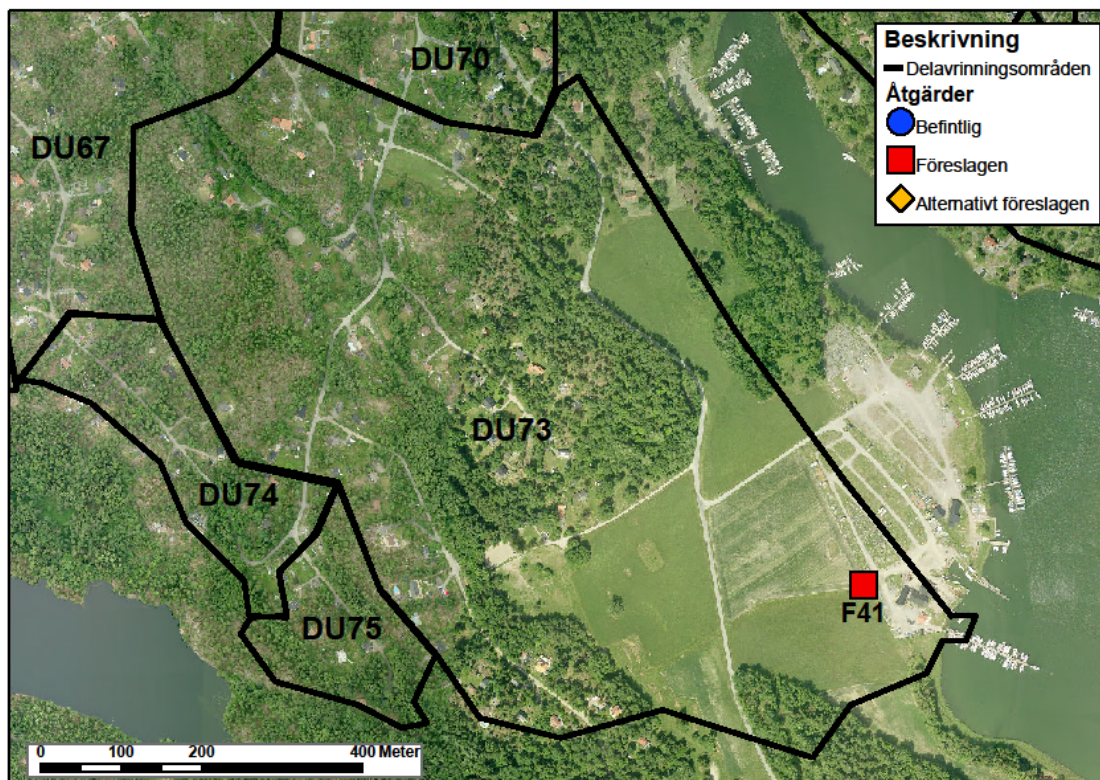 DU70
DU67
DU73
DU74
DU75
F41
Beskrivning
Delavrinningsområden
Åtgärder
Befintlig
Föreslagen
Alternativt föreslagen
0 100 200 400 Meter